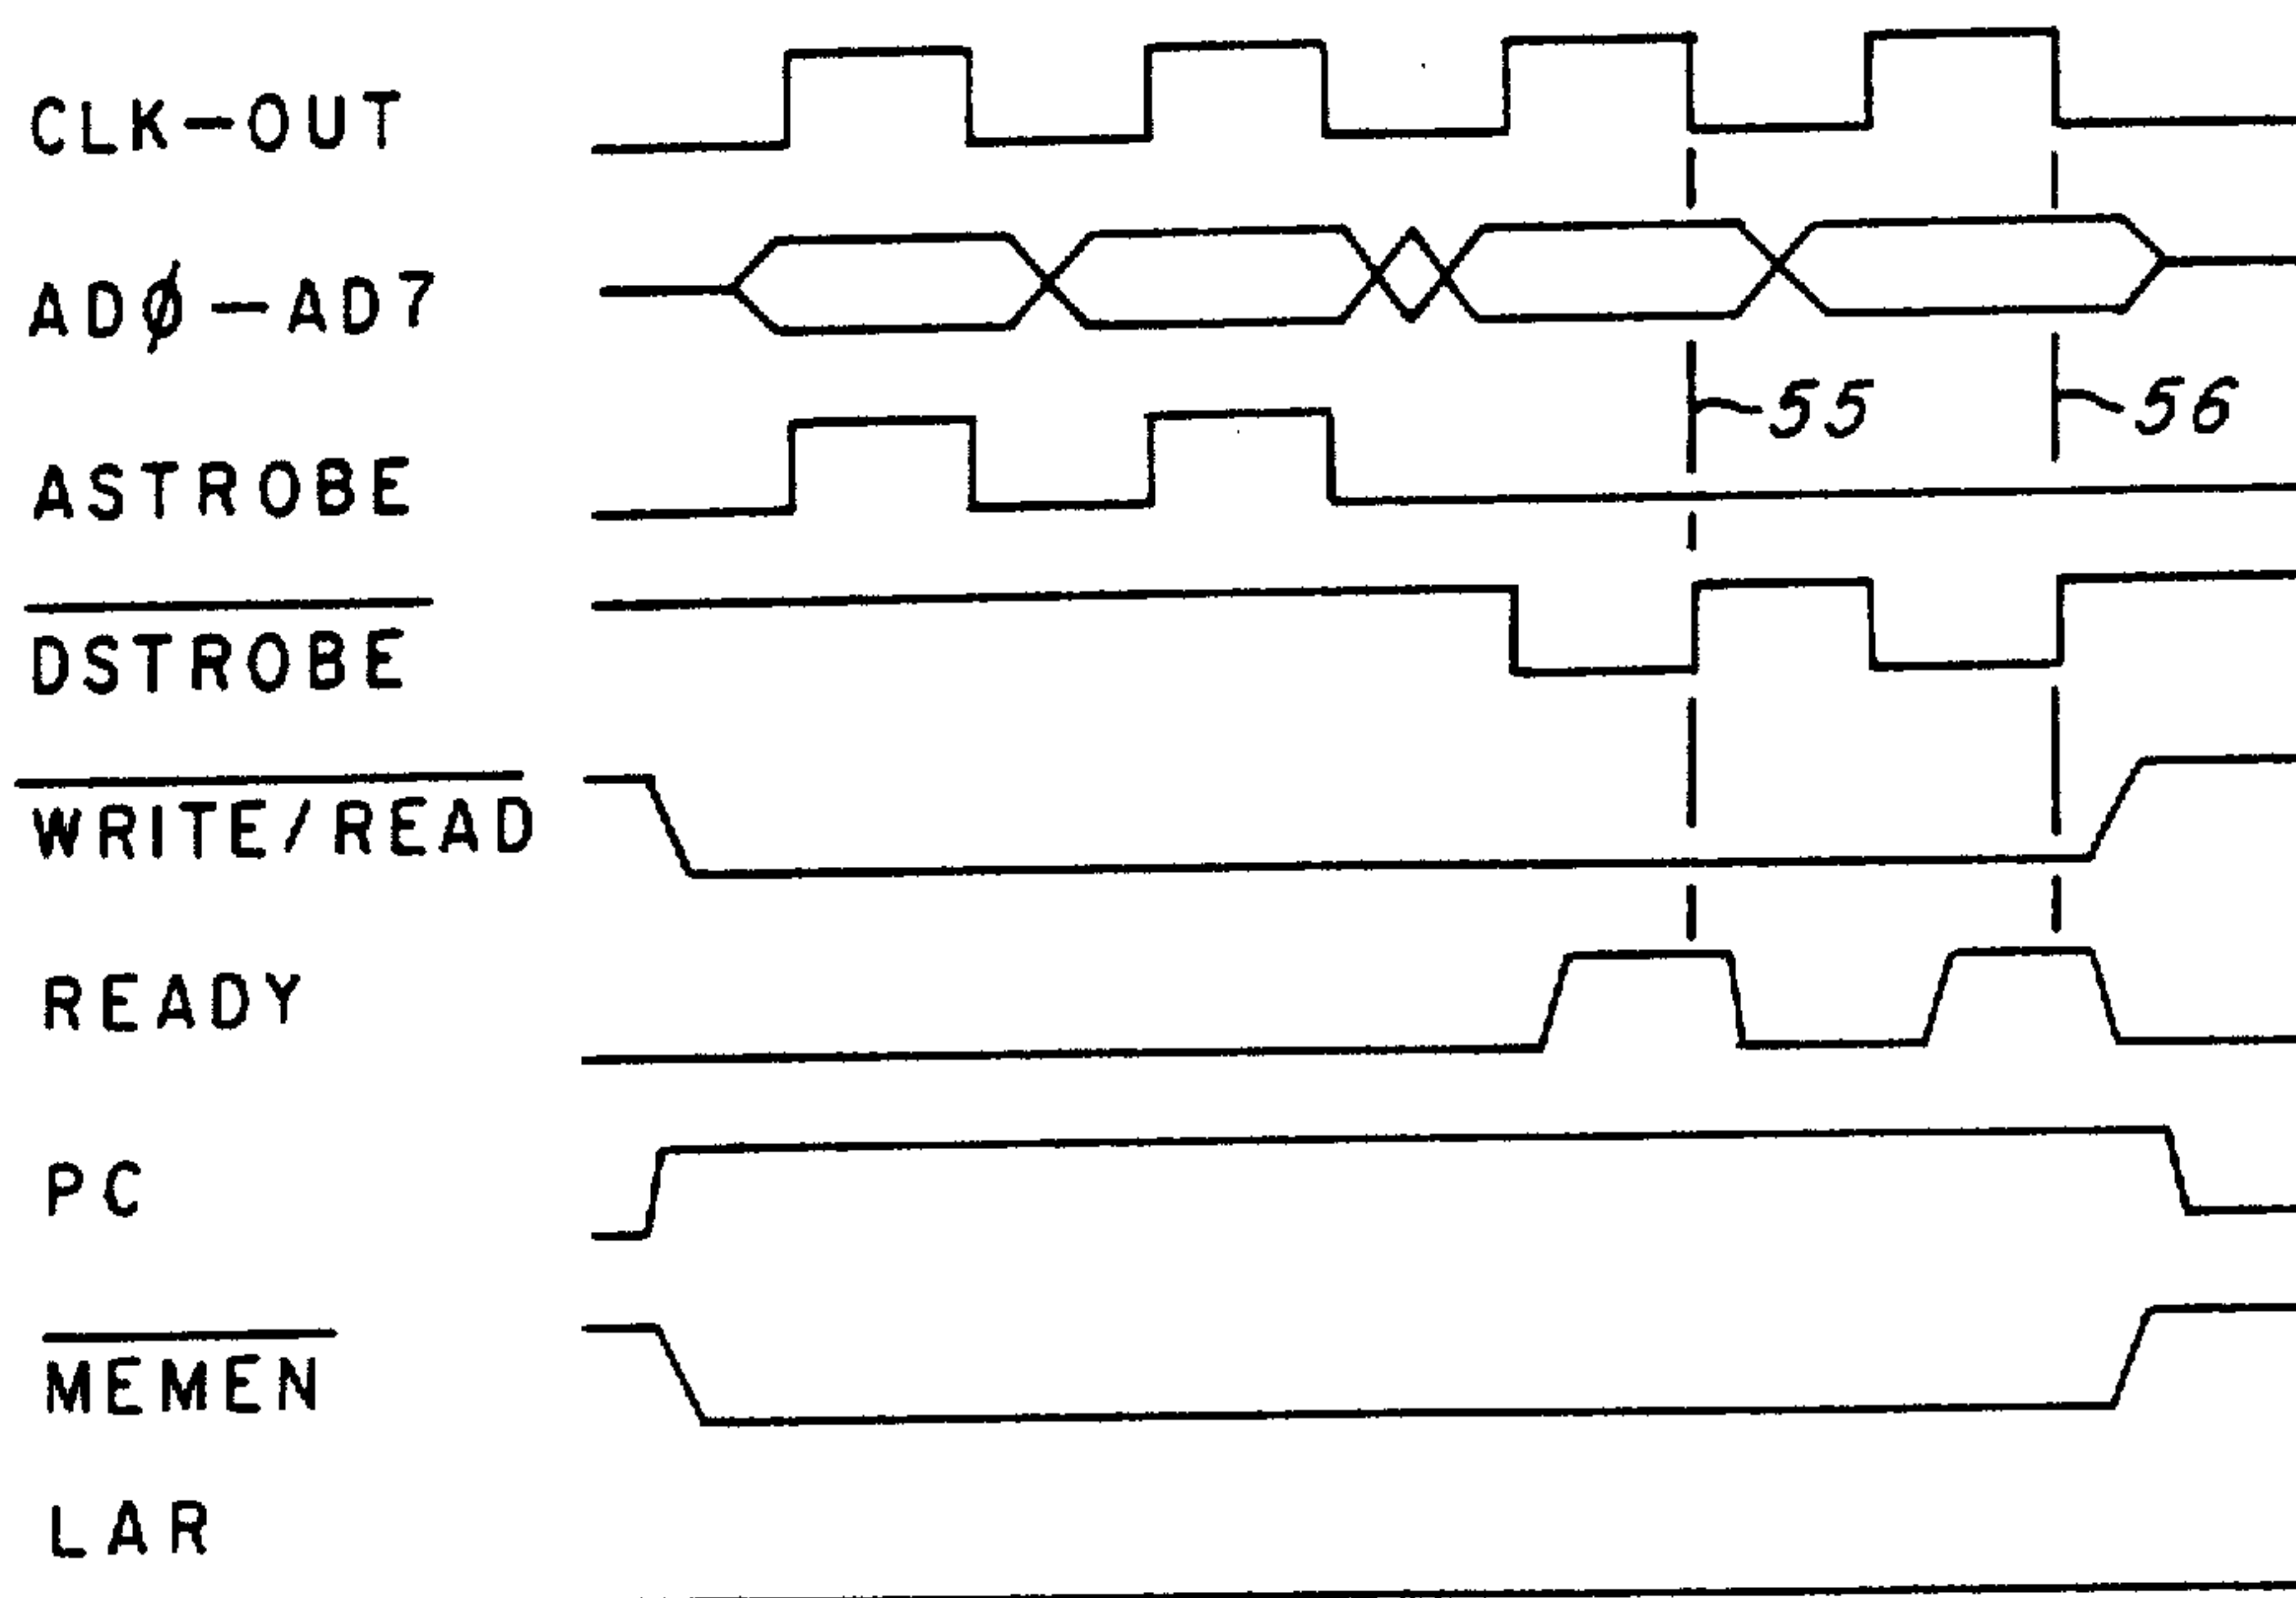 CLK-OUT
ADØ-AD7
55
56
ASTROBE
DSTROBE
WRITE/READ
READY
PC
MEMEN
LAR